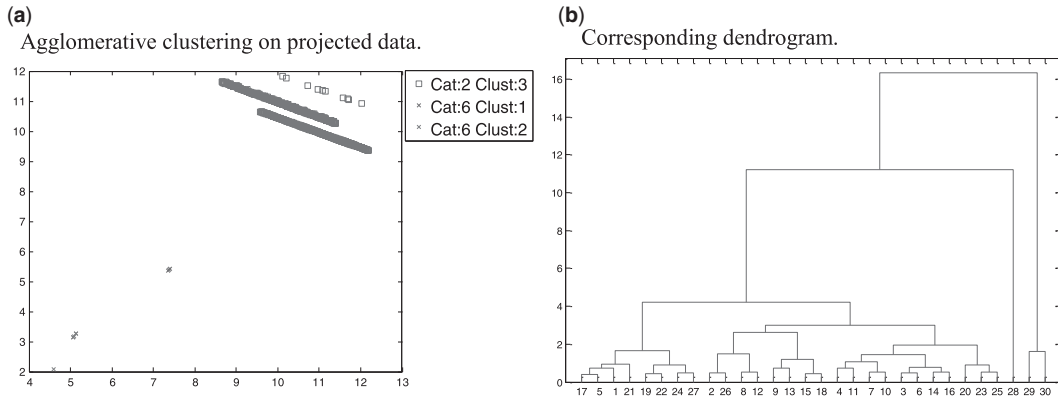 (a)
Agglomerative clustering on projected data.
12
11
10
9
8
7
6
5
4
3
2
4 5 6 7 8 9 10 11 12 13
Cat:2 Clust:3
Cat:6 Clust:1
Cat:6 Clust:2
(b)
Corresponding dendrogram.
16
14
12
10
8
6
4
2
0
17 5 1 21 19 22 24 27 2 26 8 12 9 13 15 18 4 11 7 10 3 6 14 16 20 23 25 28 29 30